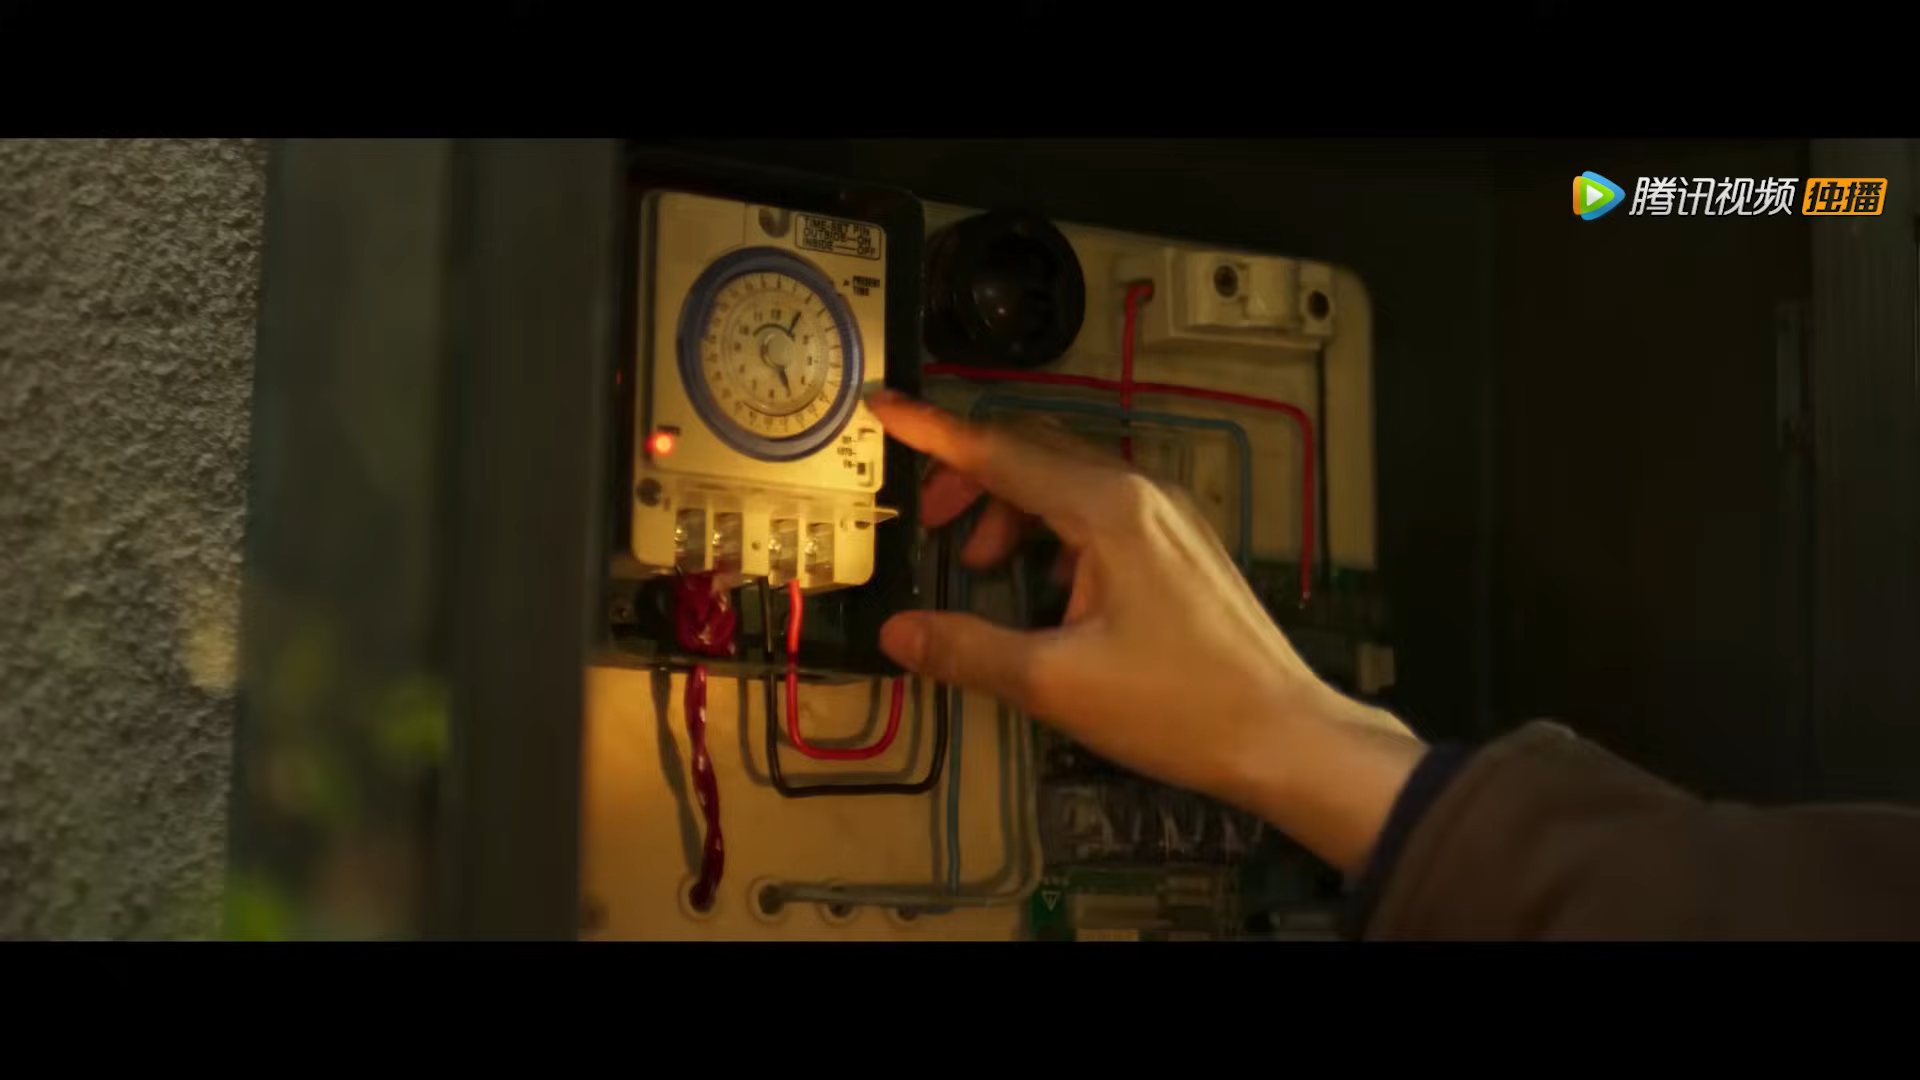 腾讯视频 独播
TIME-SET PIN
OUTSIDE—ON
INSIDE—OFF
PRESENT
TIME